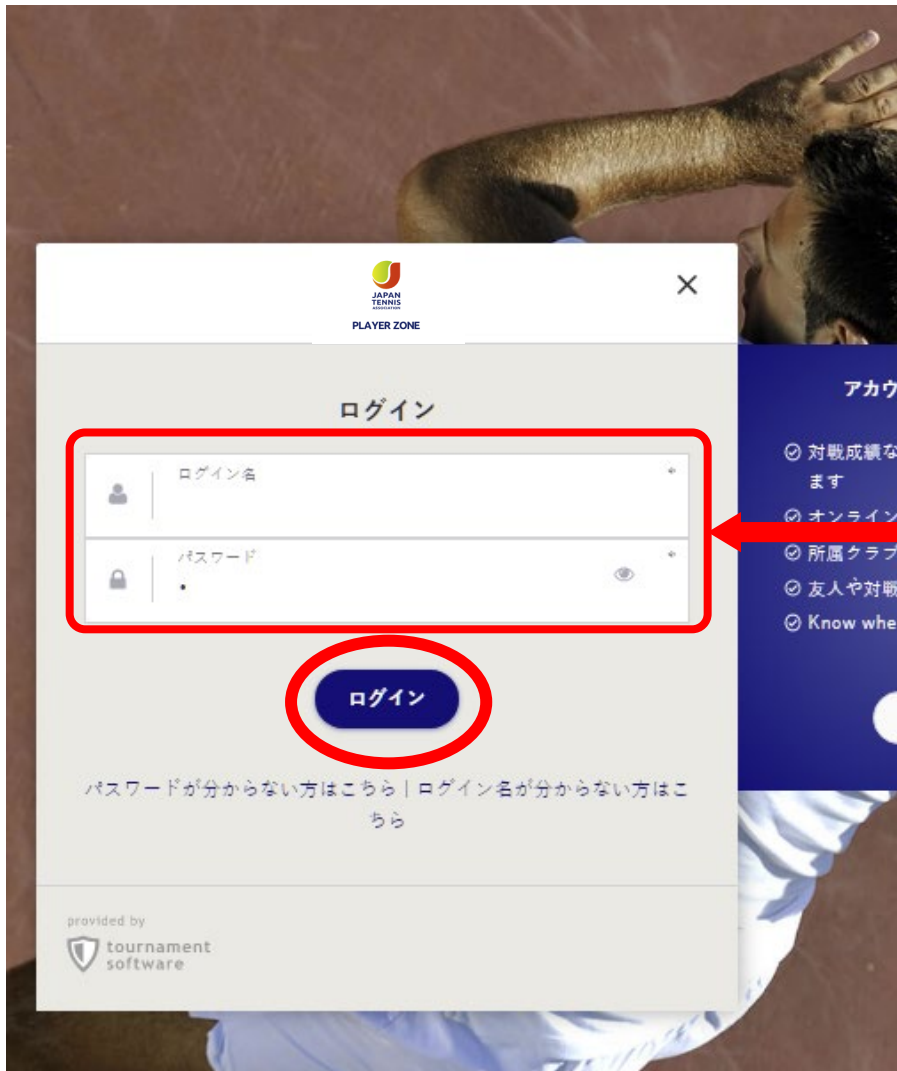 JAPAN
TENNIS
ASSOCIATION
PLAYER ZONE
ログイン
ログイン名
パスワード
ログイン
パスワードが分からない方はこちら | ログイン名が分からない方はこ
ちら
provided by
tournament
software
アカウ
対戦成績な
ます
オンライン
所属クラブ
友人や対戦
Know whe